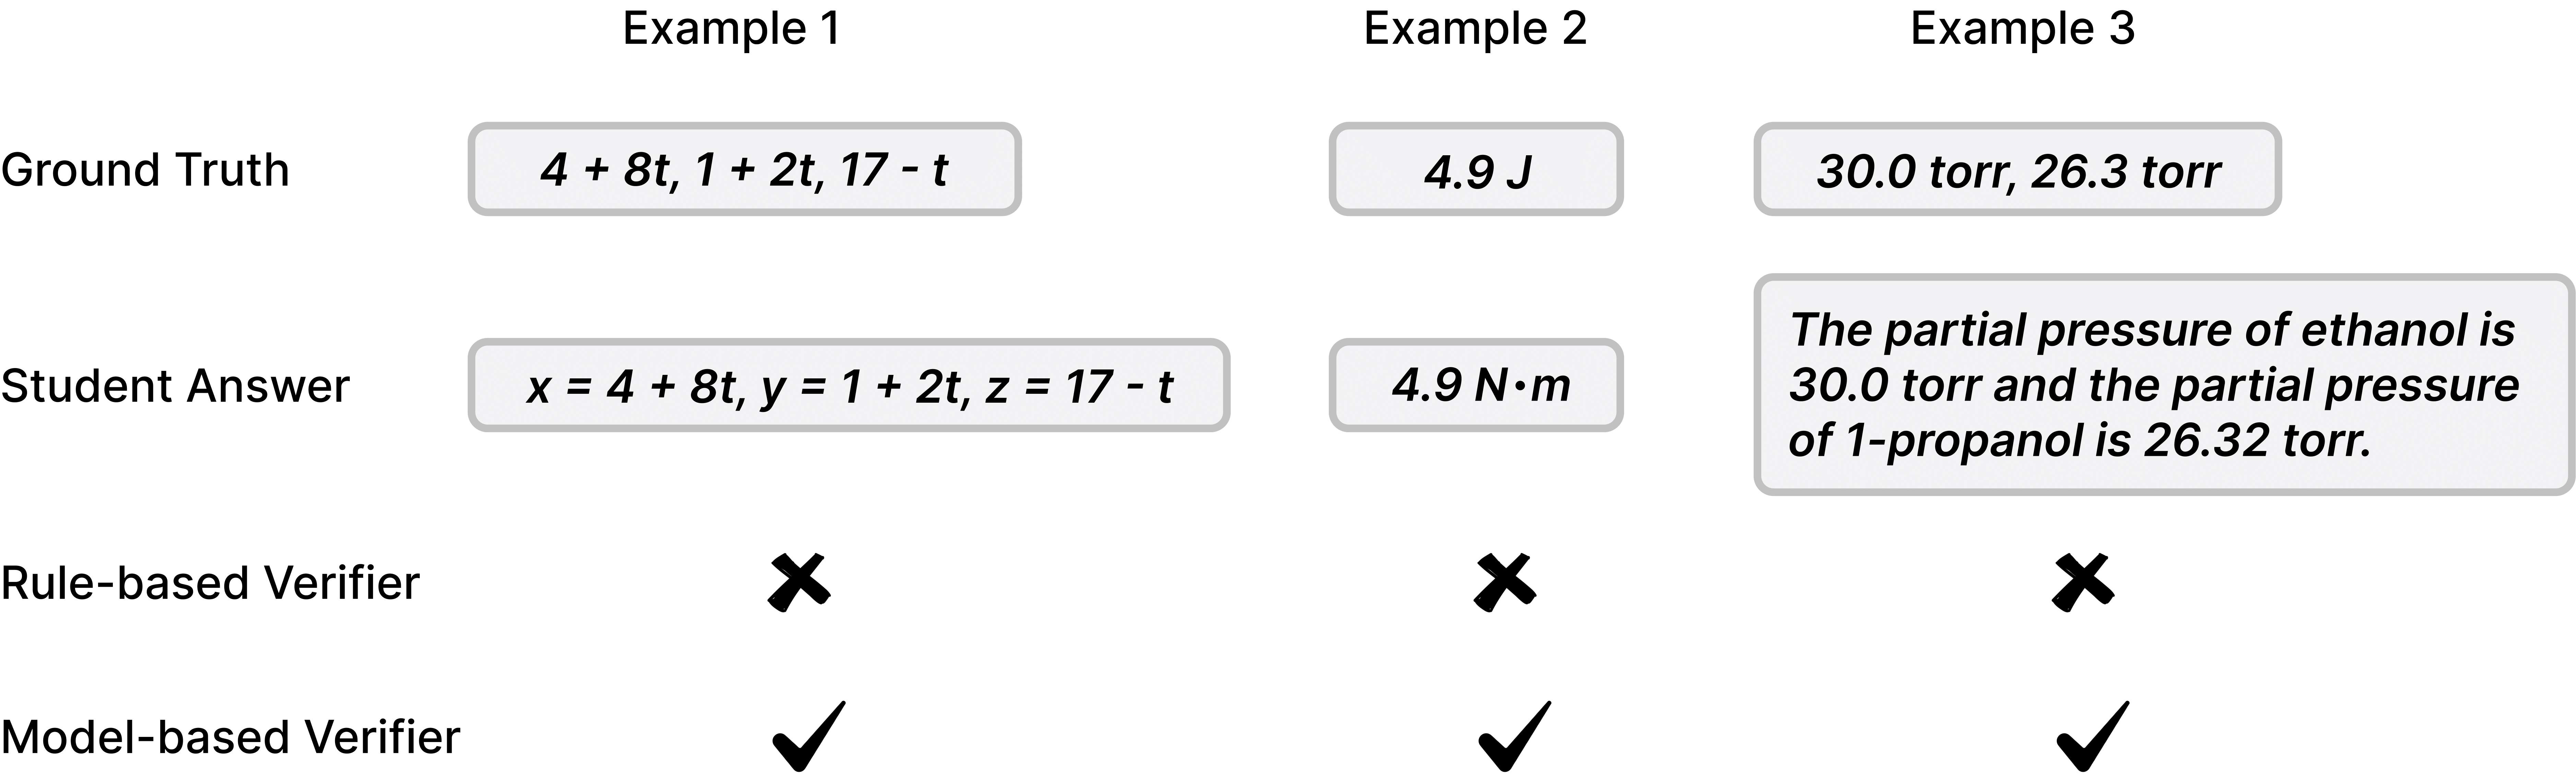 Example 1 Example 2 Example 3
Ground Truth 4 + 8t, 1 + 2t, 17 - t 4.9 J 30.0 torr, 26.3 torr
Student Answer x = 4 + 8t, y = 1 + 2t, z = 17 - t 4.9 N·m
The partial pressure of ethanol is
30.0 torr and the partial pressure
of 1-propanol is 26.32 torr.
Rule-based Verifier
Model-based Verifier